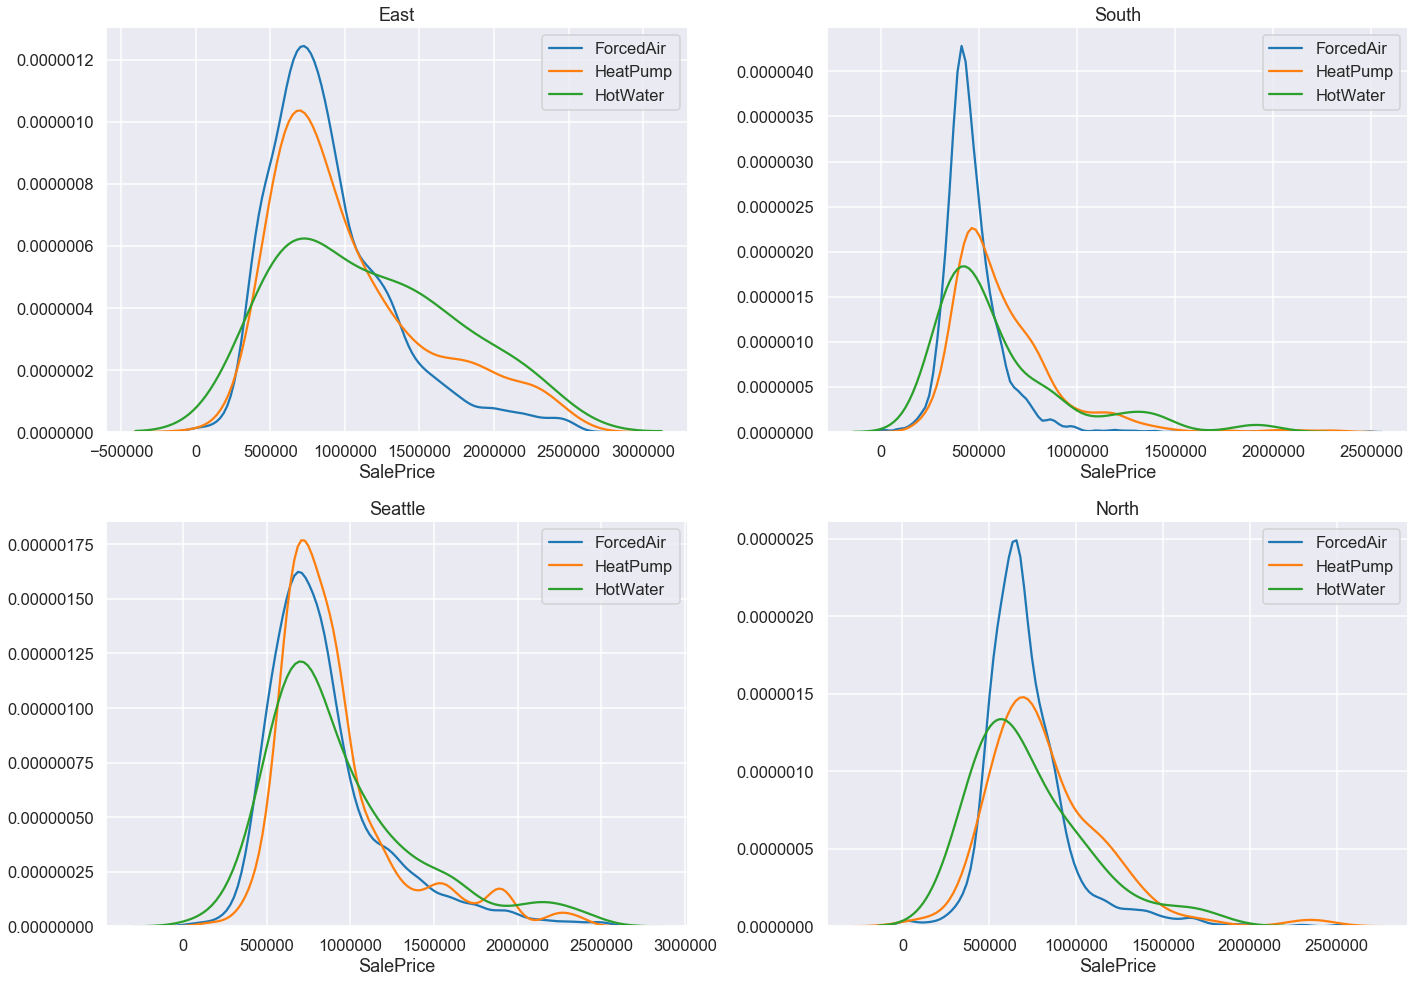 East
0.0000012
0.0000010
0.0000008
0.0000006
0.0000004
0.0000002
0.0000000
ForcedAir
HeatPump
HotWater
−500000 0 500000 1000000 1500000 2000000 2500000 3000000
SalePrice
South
0.0000040
0.0000035
0.0000030
0.0000025
0.0000020
0.0000015
0.0000010
0.0000005
0.0000000
ForcedAir
HeatPump
HotWater
0 500000 1000000 1500000 2000000 2500000
SalePrice
Seattle
0.00000175
0.00000150
0.00000125
0.00000100
0.00000075
0.00000050
0.00000025
0.00000000
ForcedAir
HeatPump
HotWater
0 500000 1000000 1500000 2000000 2500000 3000000
SalePrice
North
0.0000025
0.0000020
0.0000015
0.0000010
0.0000005
0.0000000
ForcedAir
HeatPump
HotWater
0 500000 1000000 1500000 2000000 2500000
SalePrice